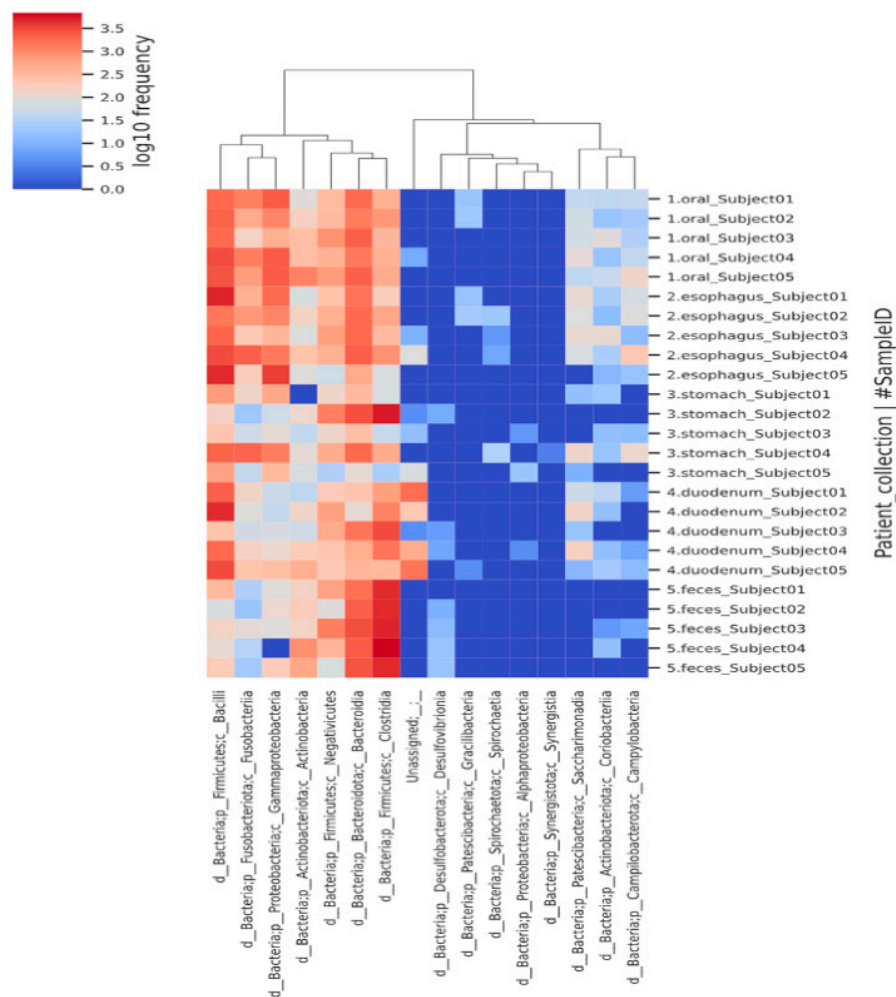 3.5
3.0
2.5
2.0
1.5
1.0
0.5
0.0
log10 frequency
1.oral_Subject01
1.oral_Subject02
1.oral_Subject03
1.oral_Subject04
1.oral_Subject05
2.esophagus_Subject01
2.esophagus_Subject02
2.esophagus_Subject03
2.esophagus_Subject04
2.esophagus_Subject05
3.stomach_Subject01
3.stomach_Subject02
3.stomach_Subject03
3.stomach_Subject04
3.stomach_Subject05
4.duodenum_Subject01
4.duodenum_Subject02
4.duodenum_Subject03
4.duodenum_Subject04
4.duodenum_Subject05
5.feces_Subject01
5.feces_Subject02
5.feces_Subject03
5.feces_Subject04
5.feces_Subject05
Patient_collection | #SampleID
d__Bacteria;p__Firmicutes;c__Bacilli
d__Bacteria;p__Fusobacteriota;c__Fusobacteriia
d__Bacteria;p__Proteobacteria;c__Gammaproteobacteria
d__Bacteria;p__Actinobacteriota;c__Actinobacteria
d__Bacteria;p__Firmicutes;c__Negativicutes
d__Bacteria;p__Bacteroidota;c__Bacteroidia
d__Bacteria;p__Firmicutes;c__Clostridia
Unassigned;__;__
d__Bacteria;p__Desulfobacterota;c__Desulfovibrionia
d__Bacteria;p__Patescibacteria;c__Gracilibacteria
d__Bacteria;p__Spirochaetota;c__Spirochaetia
d__Bacteria;p__Proteobacteria;c__Alphaproteobacteria
d__Bacteria;p__Synergistota;c__Synergistia
d__Bacteria;p__Patescibacteria;c__Saccharimonadia
d__Bacteria;p__Actinobacteriota;c__Coriobacteriia
d__Bacteria;p__Campilobacterota;c__Campylobacteria